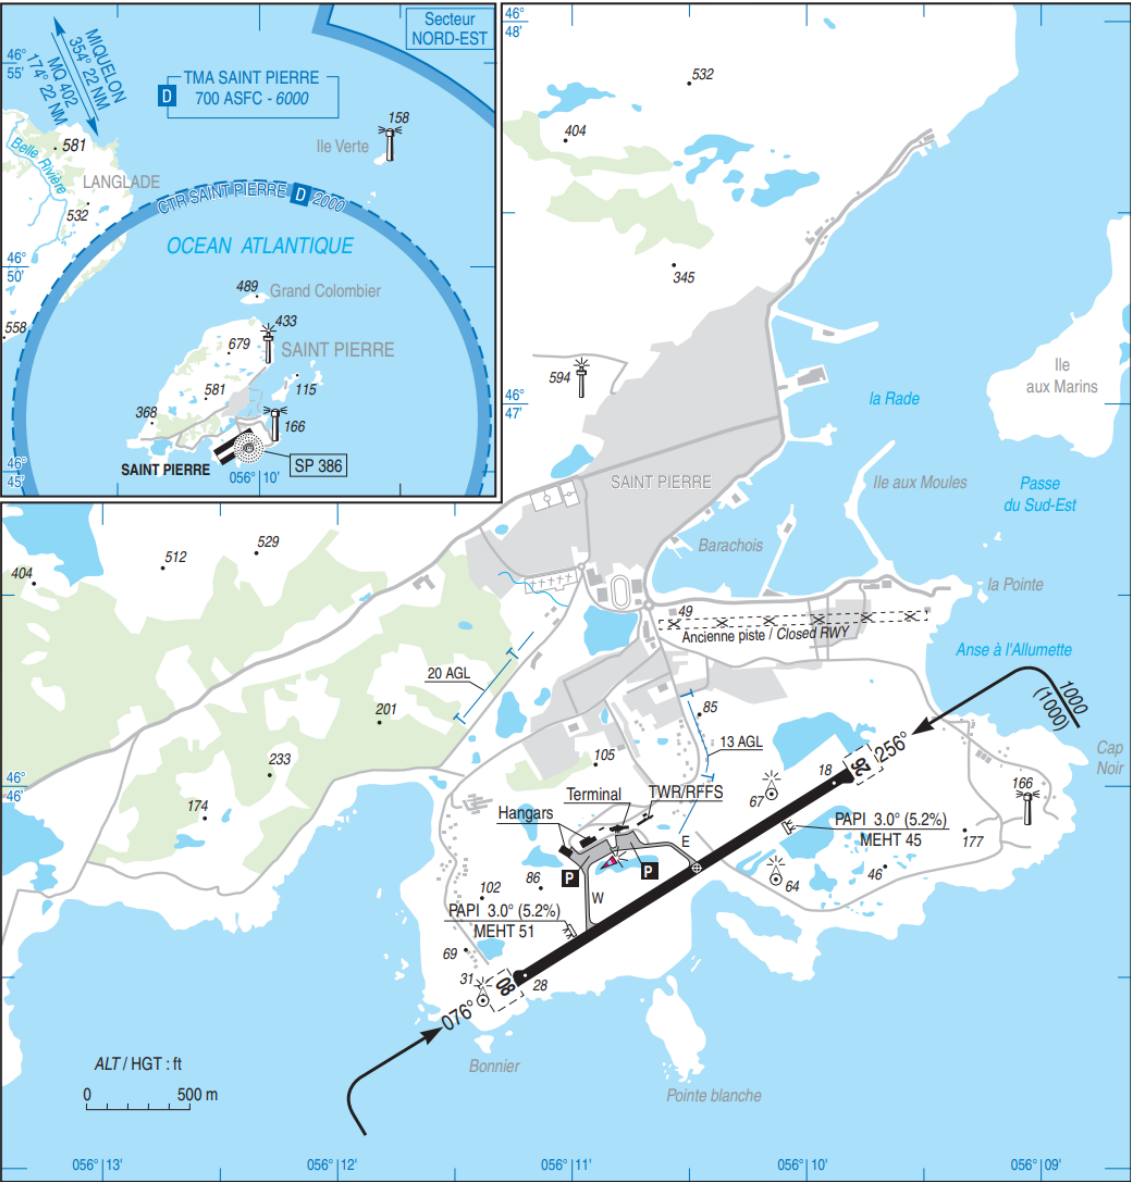 Secteur
NORD-EST
46°
55'
MIQUELON
354° 22 NM
MQ 402
174° 22 NM
TMA SAINT PIERRE
D
700 ASFC - 6000
158
Ile Verte
581
Belle Rivière
LANGLADE
532
CTR SAINT PIERRE D 2000
OCEAN ATLANTIQUE
46°
50'
489
Grand Colombier
558
433
679
SAINT PIERRE
581
115
368
166
SAINT PIERRE
SP 386
46°
45'
056° 10'
46°
48'
532
404
345
594
46°
47'
Ile
aux Marins
la Rade
SAINT PIERRE
Ile aux Moules
Passe
du Sud-Est
Barachois
la Pointe
529
512
404
49
Ancienne piste / Closed RWY
Anse à l'Allumette
20 AGL
201
85
13 AGL
1000
(1000)
233
105
256°
26
18
Cap
Noir
46°
46'
174
67
166
Terminal
TWR/RFFS
Hangars
PAPI 3.0° (5.2%)
MEHT 45
177
E
P
P
64
46
86
102
W
PAPI 3.0° (5.2%)
MEHT 51
69
31
08
28
076°
Bonnier
Pointe blanche
ALT / HGT : ft
0
500 m
056° 13'
056° 12'
056° 11'
056° 10'
056° 09'